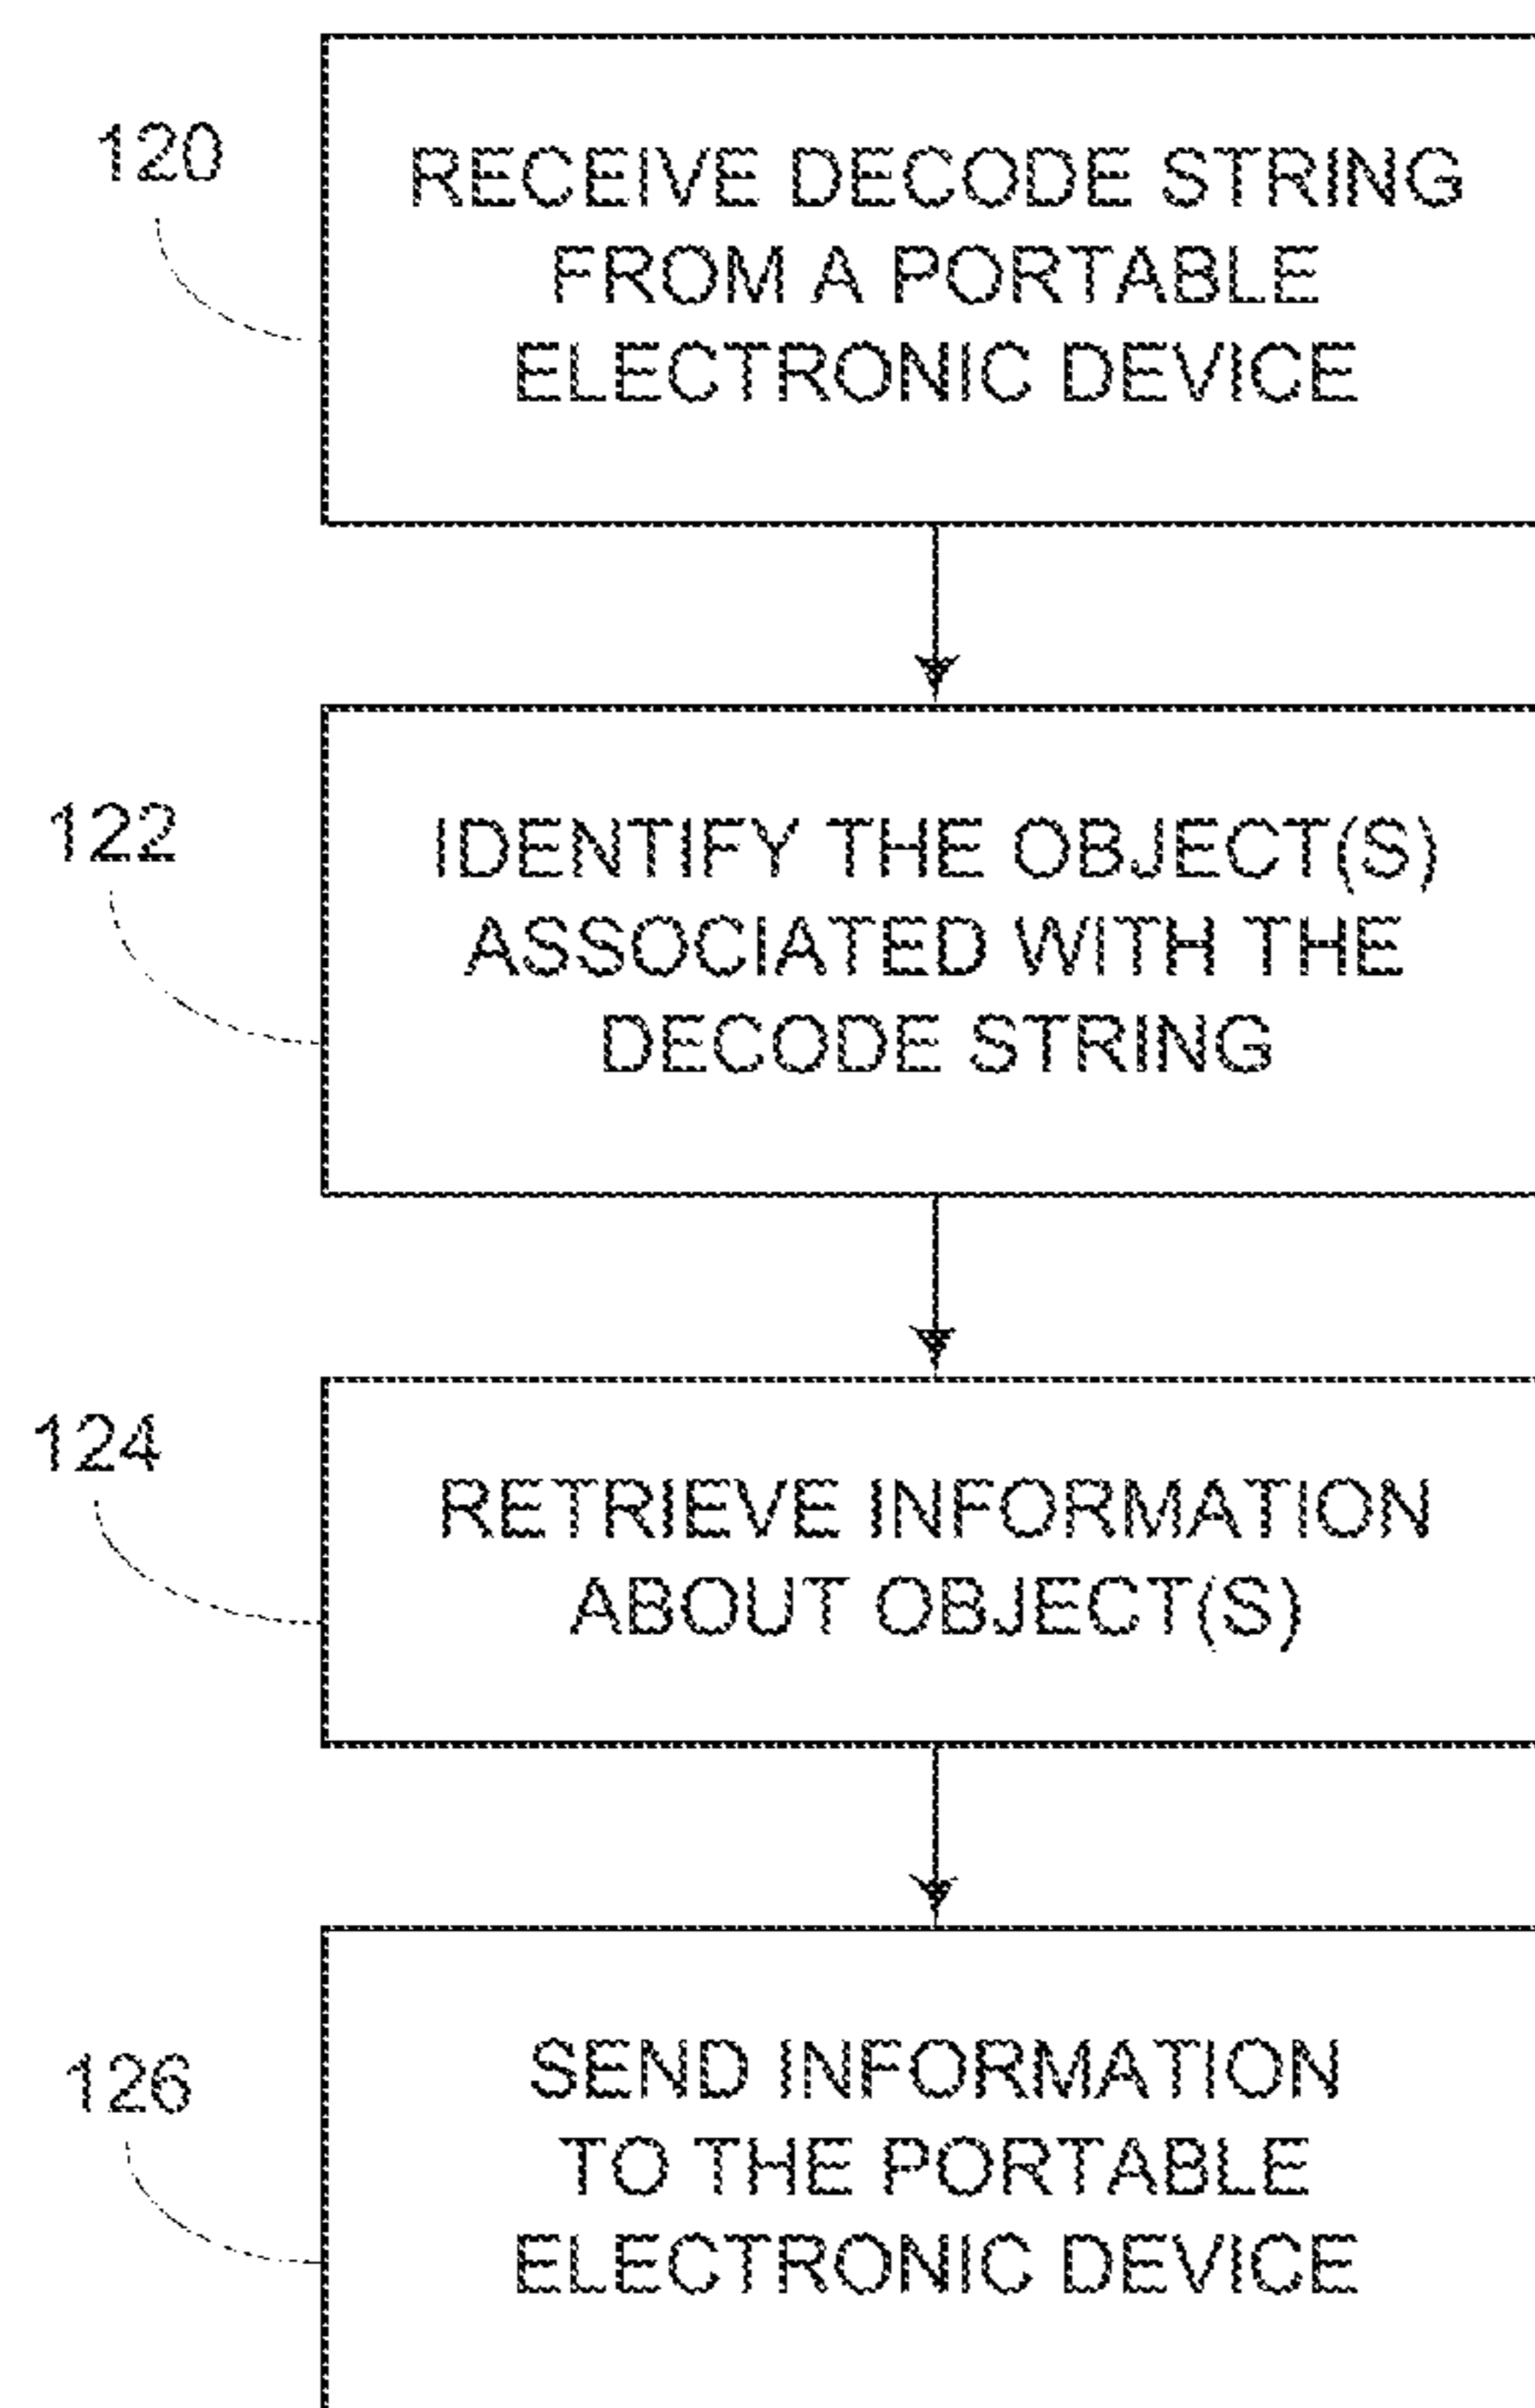 120
RECEIVE DECODE STRING
FROM A PORTABLE
ELECTRONIC DEVICE
122
IDENTIFY THE OBJECT(S)
ASSOCIATED WITH THE
DECODE STRING
124
RETRIEVE INFORMATION
ABOUT OBJECT(S)
126
SEND INFORMATION
TO THE PORTABLE
ELECTRONIC DEVICE